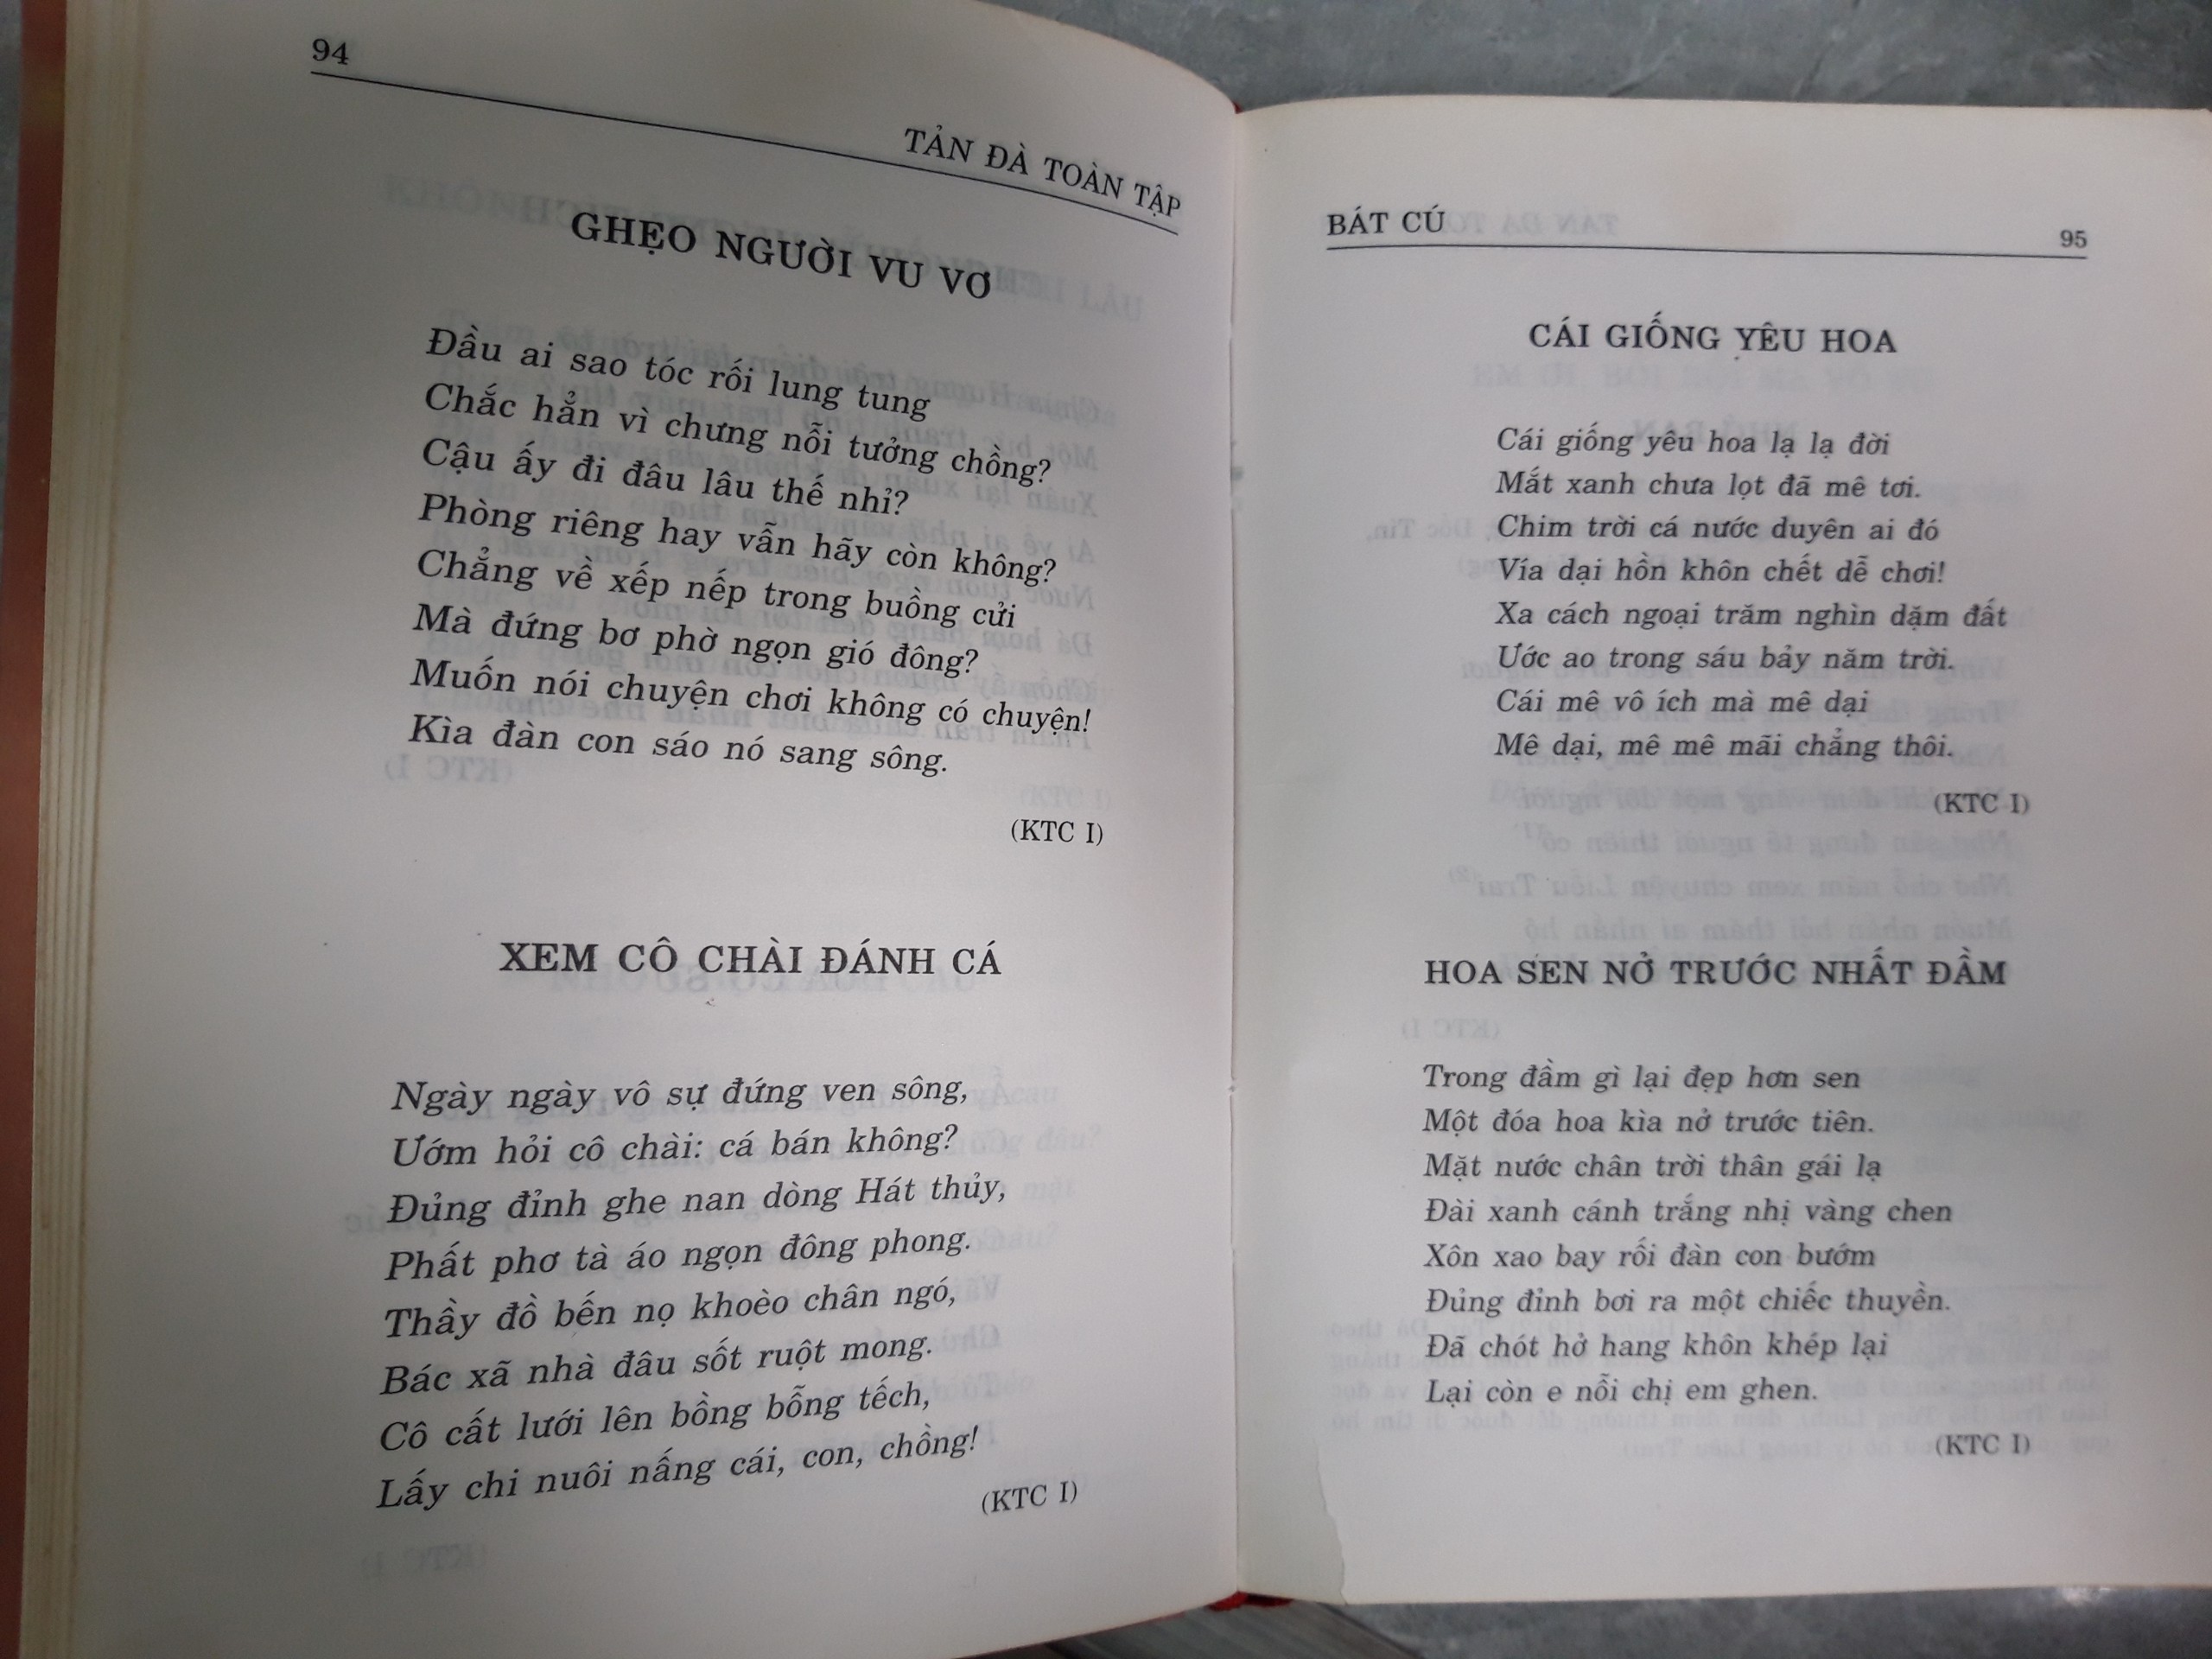 94
TẢN ĐÀ TOÀN TẬP
GHẸO NGƯỜI VU VƠ
Đầu ai sao tóc rối lung tung
Chắc hẳn vì chưng nỗi tưởng chồng?
Cậu ấy đi đâu lâu thế nhỉ?
Phòng riêng hay vẫn hãy còn không?
Chẳng về xếp nếp trong buồng cửi
Mà đứng bơ phờ ngọn gió đông?
Muốn nói chuyện chơi không có chuyện!
Kìa đàn con sáo nó sang sông.
(KTC I)
XEM CÔ CHÀI ĐÁNH CÁ
Ngày ngày vô sự đứng ven sông,
Ướm hỏi cô chài: cá bán không?
Đủng đỉnh ghe nan dòng Hát thủy,
Phất phơ tà áo ngọn đông phong.
Thầy đồ bến nọ khoèo chân ngó,
Bác xã nhà đâu sốt ruột mong.
Cô cất lưới lên bồng bỗng tếch,
Lấy chi nuôi nấng cái, con, chồng!
(KTC I)
BÁT CÚ
95
CÁI GIỐNG YÊU HOA
Cái giống yêu hoa lạ lạ đời
Mắt xanh chưa lọt đã mê tơi.
Chim trời cá nước duyên ai đó
Vía dại hồn khôn chết dễ chơi!
Xa cách ngoại trăm nghìn dặm đất
Ước ao trong sáu bảy năm trời.
Cái mê vô ích mà mê dại
Mê dại, mê mê mãi chẳng thôi.
(KTC I)
HOA SEN NỞ TRƯỚC NHẤT ĐẦM
Trong đầm gì lại đẹp hơn sen
Một đóa hoa kìa nở trước tiên.
Mặt nước chân trời thân gái lạ
Đài xanh cánh trắng nhị vàng chen
Xôn xao bay rối đàn con bướm
Đủng đỉnh bơi ra một chiếc thuyền.
Đã chót hở hang khôn khép lại
Lại còn e nỗi chị em ghen.
(KTC I)